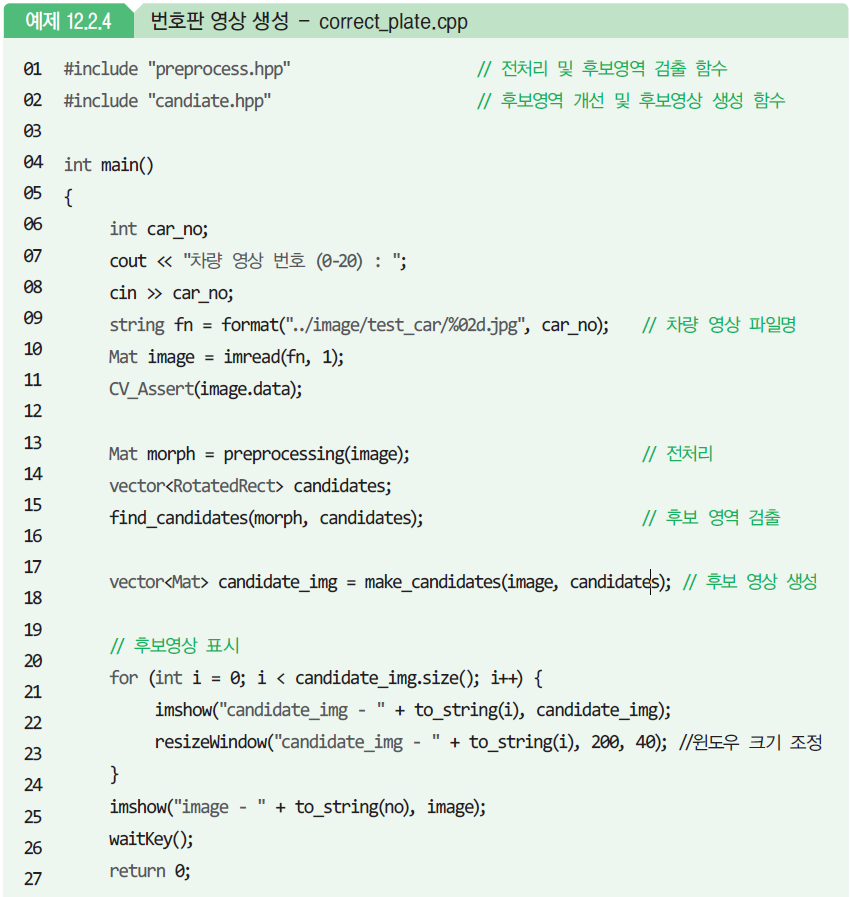 예제 12.2.4 번호판 영상 생성 - correct_plate.cpp
01 #include "preprocess.hpp" // 전처리 및 후보영역 검출 함수
02 #include "candiate.hpp" // 후보영역 개선 및 후보영상 생성 함수
03
04 int main()
05 {
06 int car_no;
07 cout << "차량 영상 번호 (0-20) : ";
08 cin >> car_no;
09 string fn = format("../image/test_car/%02d.jpg", car_no); // 차량 영상 파일명
10 Mat image = imread(fn, 1);
11 CV_Assert(image.data);
12
13 Mat morph = preprocessing(image); // 전처리
14 vector<RotatedRect> candidates;
15 find_candidates(morph, candidates); // 후보 영역 검출
16
17 vector<Mat> candidate_img = make_candidates(image, candidates); // 후보 영상 생성
18
19 // 후보영상 표시
20 for (int i = 0; i < candidate_img.size(); i++) {
21 imshow("candidate_img - " + to_string(i), candidate_img);
22 resizeWindow("candidate_img - " + to_string(i), 200, 40); //윈도우 크기 조정
23 }
24 imshow("image - " + to_string(no), image);
25 waitKey();
26 return 0;
27